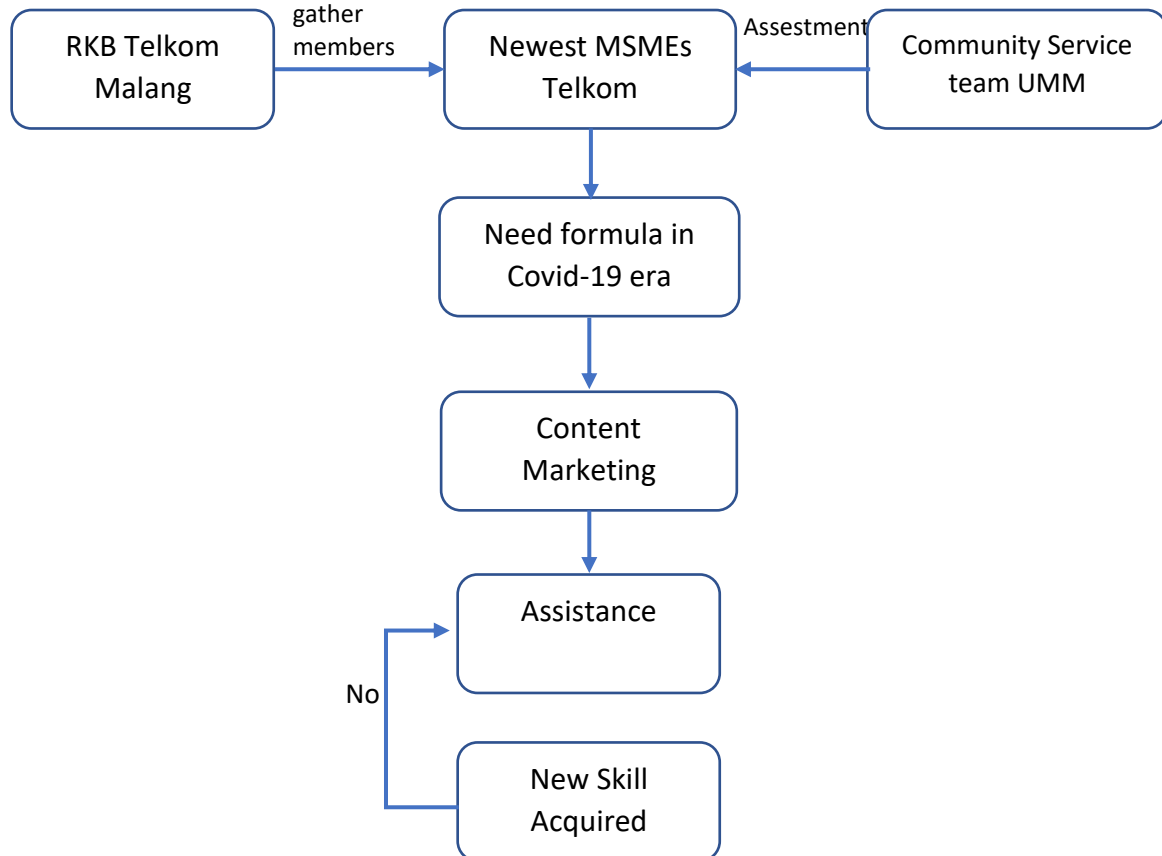 RKB Telkom
Malang
gather
members
Newest MSMEs
Telkom
Assestment
Community Service
team UMM
Need formula in
Covid-19 era
Content
Marketing
Assistance
No
New Skill
Acquired